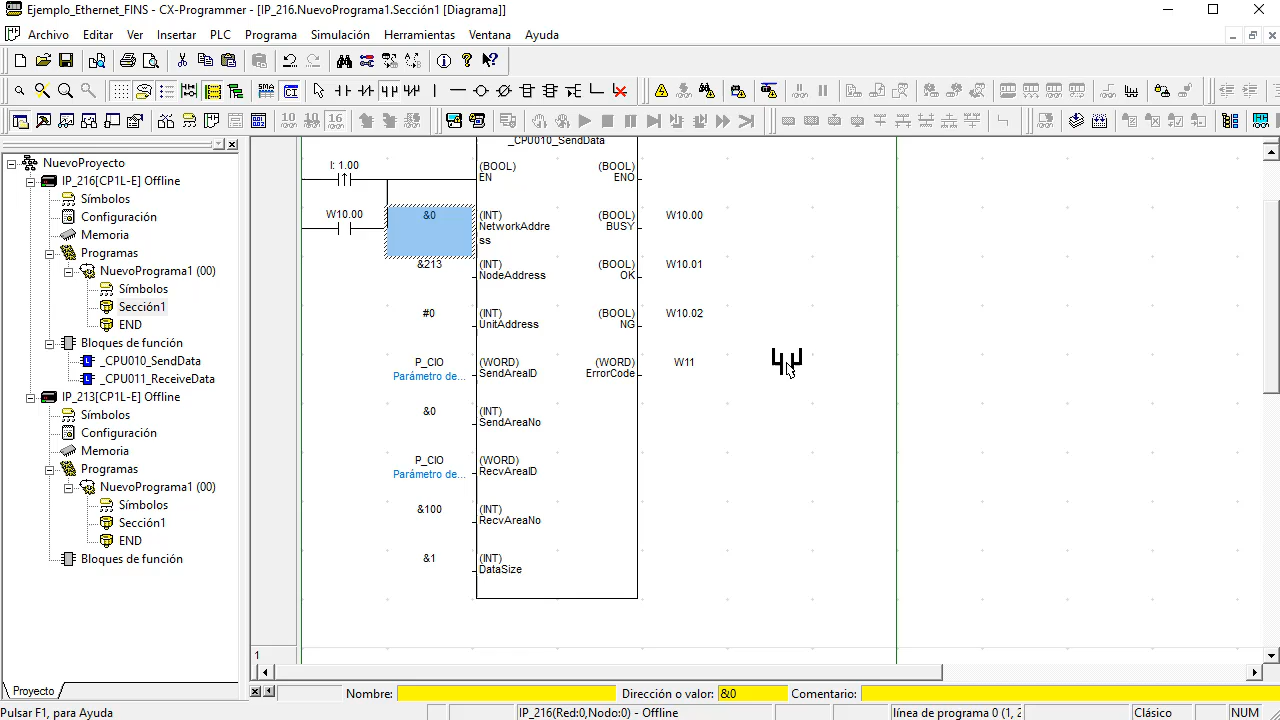 Ejemplo_Ethernet_FINS - CX-Programmer - [IP_216.NuevoPrograma1.Sección1 [Diagrama]]
Archivo Editar Ver Insertar PLC Programa Simulación Herramientas Ventana Ayuda
NuevoProyecto
IP_216[CP1L-E] Offline
Símbolos
Configuración
Memoria
Programas
NuevoPrograma1 (00)
Símbolos
Sección1
END
Bloques de función
_CPU010_SendData
_CPU011_ReceiveData
IP_213[CP1L-E] Offline
Símbolos
Configuración
Memoria
Programas
NuevoPrograma1 (00)
Símbolos
Sección1
END
Bloques de función
Proyecto
_CPU010_SendData
I: 1.00 (BOOL) (BOOL)
EN ENO
W10.00 &0 (INT) (BOOL) W10.00
NetworkAddre BUSY
ss
&213 (INT) (BOOL) W10.01
NodeAddress OK
#0 (INT) (BOOL) W10.02
UnitAddress NG
P_CIO (WORD) (WORD) W11
Parámetro de... SendAreaID ErrorCode
&0 (INT)
SendAreaNo
P_CIO (WORD)
Parámetro de... RecvAreaID
&100 (INT)
RecvAreaNo
&1 (INT)
DataSize
1
Nombre: Dirección o valor: &0 Comentario:
Pulsar F1, para Ayuda IP_216(Red:0,Nodo:0) - Offline línea de programa 0 (1, 2 Clásico NUM